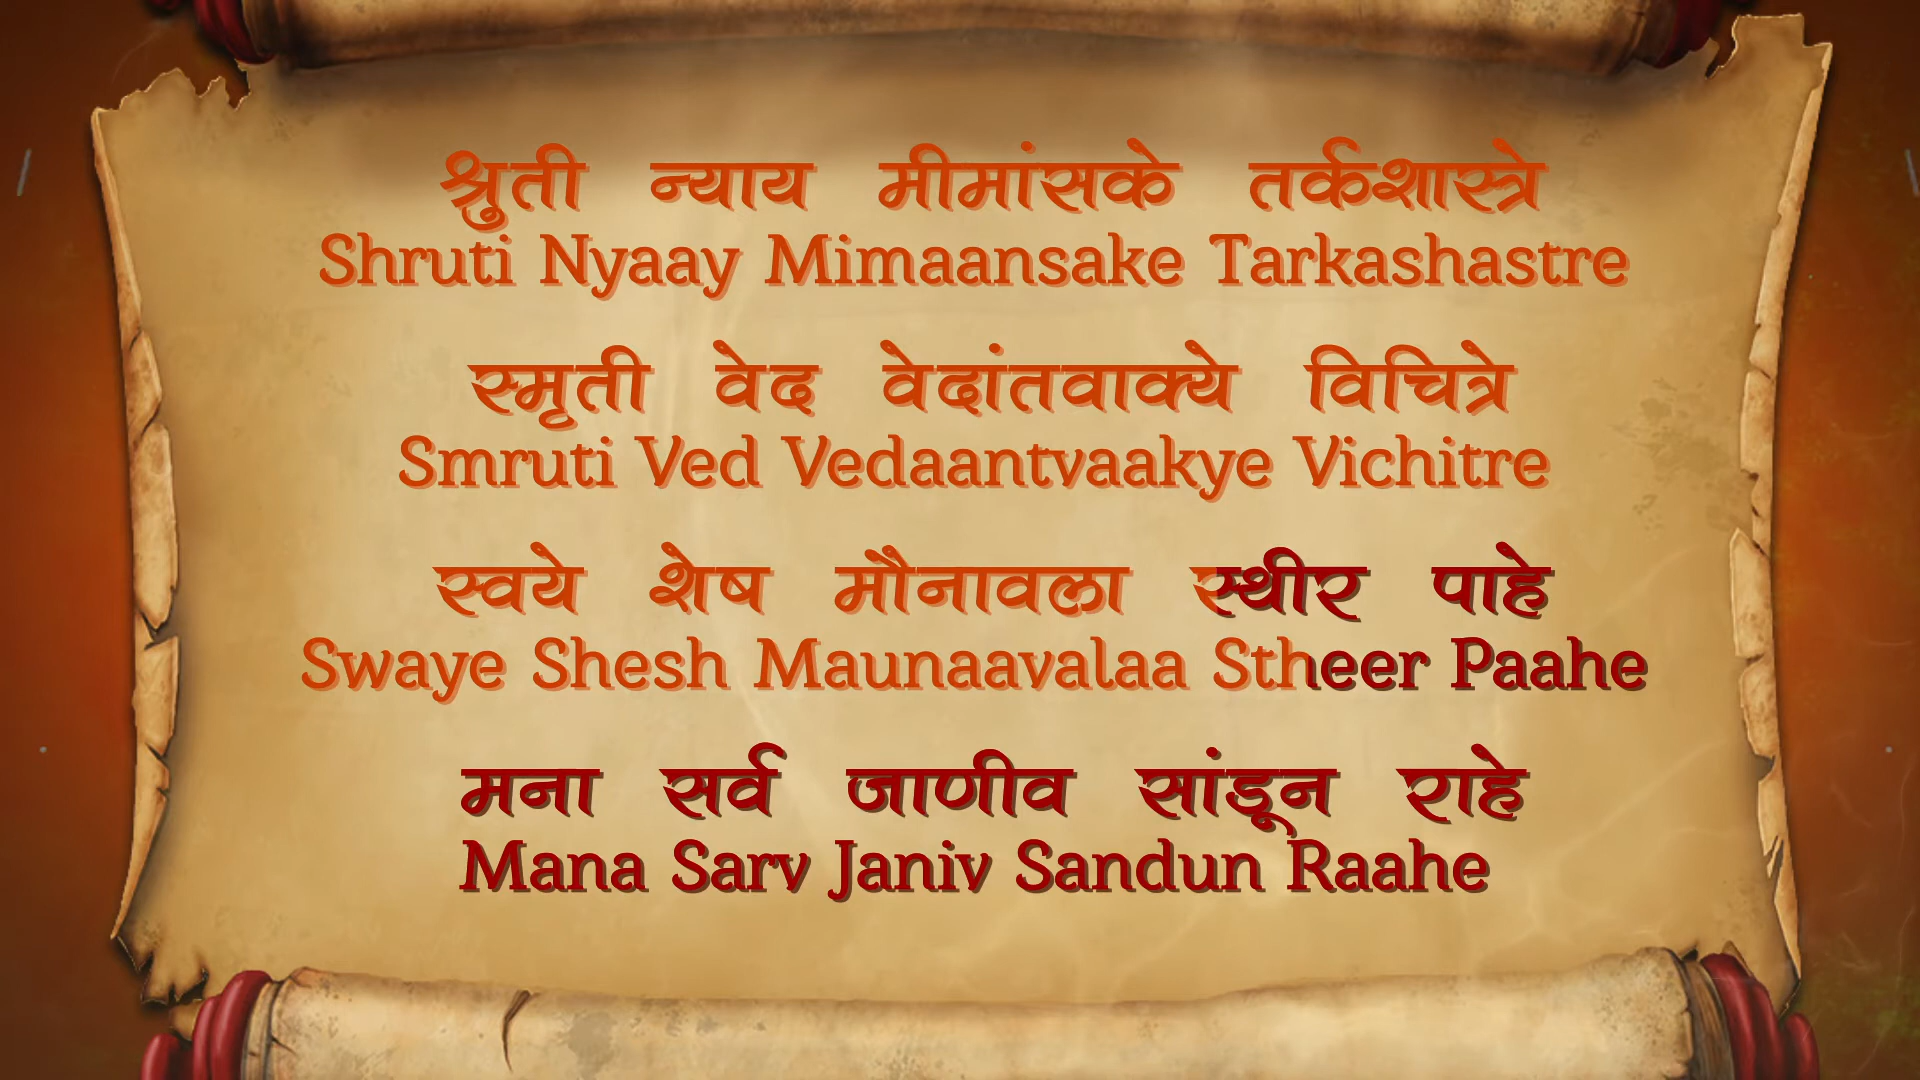 श्रुती न्याय मीमांसके तर्कशास्त्रे
Shruti Nyaay Mimaansake Tarkashastre
स्मृती वेद वेदांतवाक्ये विचित्रे
Smruti Ved Vedaantvaakye Vichitre
स्वये शेष मौनावला स्थीर पाहे
Swaye Shesh Maunaavalaa Stheer Paahe
मना सर्व जाणीव सांडून राहे
Mana Sarv Janiv Sandun Raahe